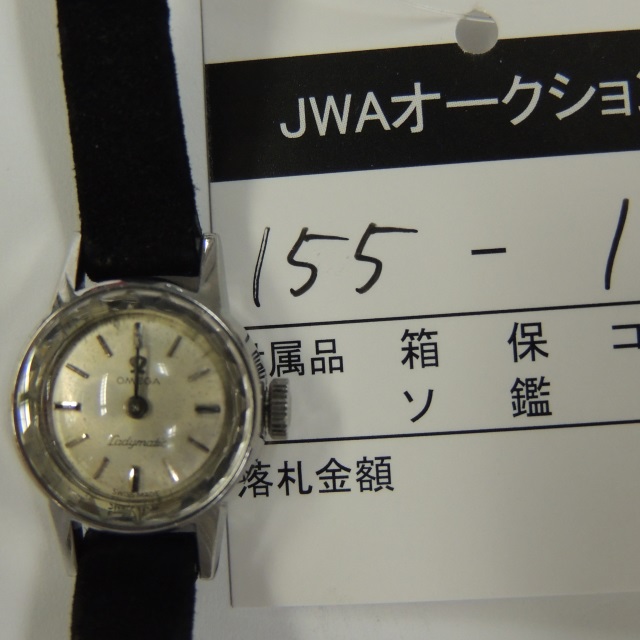 JWAオークショ
155 - 1
属品 箱 保 コ
ソ 鑑
落札金額
OMEGA
Ladymatic